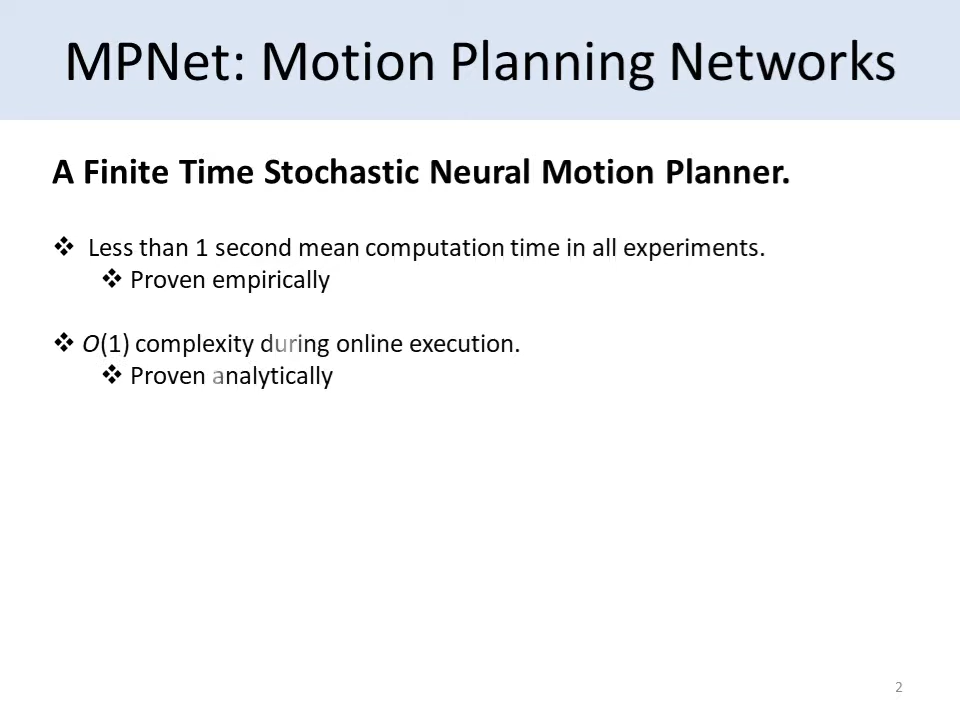 MPNet: Motion Planning Networks
A Finite Time Stochastic Neural Motion Planner.
❖ Less than 1 second mean computation time in all experiments.
❖ Proven empirically
❖ O(1) complexity during online execution.
❖ Proven analytically
2